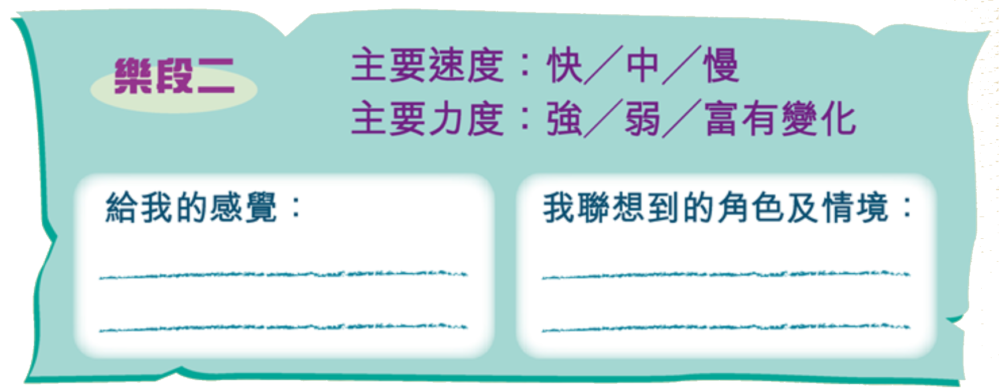 樂段二
主要速度：快／中／慢
主要力度：強／弱／富有變化
給我的感覺：
我聯想到的角色及情境：